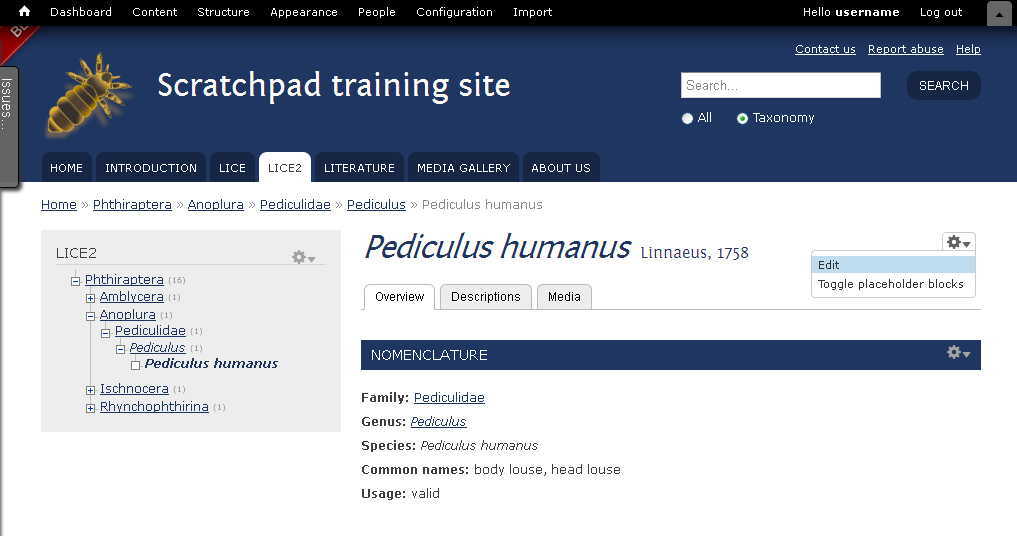 Dashboard Content Structure Appearance People Configuration Import Hello username Log out
Contact us Report abuse Help
Issues...
Scratchpad training site
Search... SEARCH
All Taxonomy
HOME INTRODUCTION LICE LICE2 LITERATURE MEDIA GALLERY ABOUT US
Home » Phthiraptera » Anoplura » Pediculidae » Pediculus » Pediculus humanus
LICE2
Phthiraptera (16)
Amblycera (1)
Anoplura (1)
Pediculidae (1)
Pediculus (1)
Pediculus humanus
Ischnocera (1)
Rhynchophthirina (1)
Pediculus humanus Linnaeus, 1758
Edit
Toggle placeholder blocks
Overview Descriptions Media
NOMENCLATURE
Family: Pediculidae
Genus: Pediculus
Species: Pediculus humanus
Common names: body louse, head louse
Usage: valid